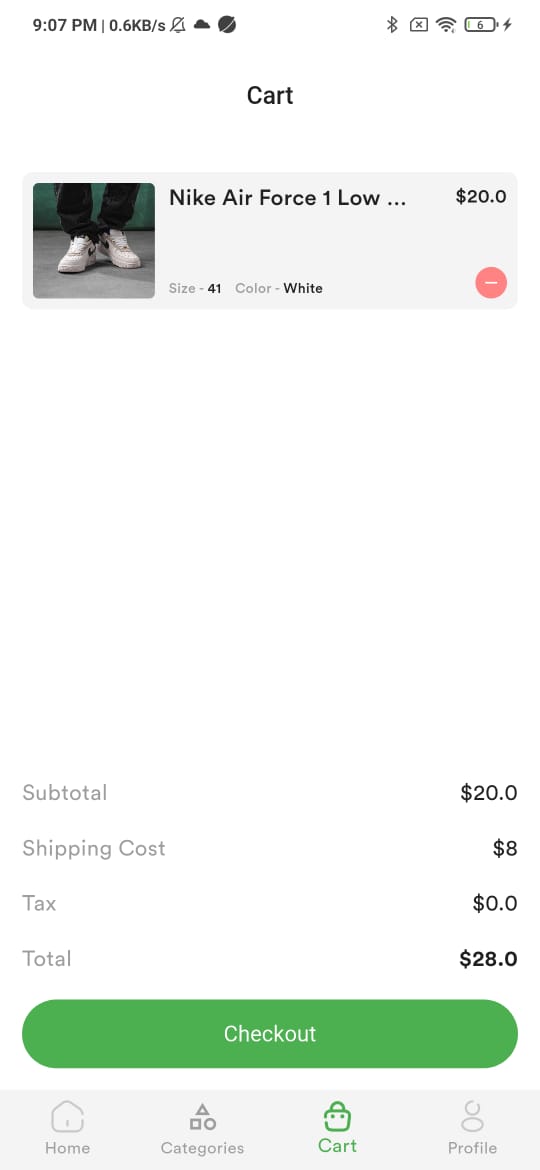 9:07 PM | 0.6KB/s
6
Cart
Nike Air Force 1 Low ...
$20.0
Size - 41 Color - White
Subtotal $20.0
Shipping Cost $8
Tax $0.0
Total $28.0
Checkout
Home Categories Cart Profile